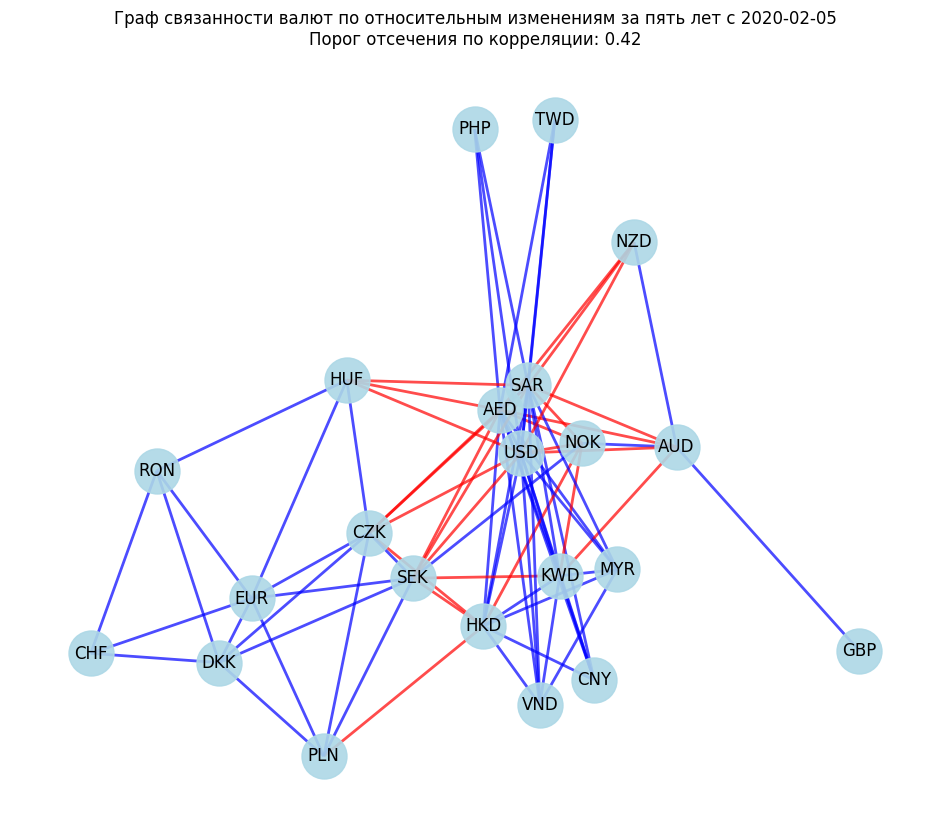 Граф связанности валют по относительным изменениям за пять лет с 2020-02-05
Порог отсечения по корреляции: 0.42
TWD
PHP
NZD
HUF
SAR
AED
NOK
AUD
USD
RON
CZK
MYR
KWD
SEK
EUR
HKD
GBP
CHF
DKK
CNY
VND
PLN